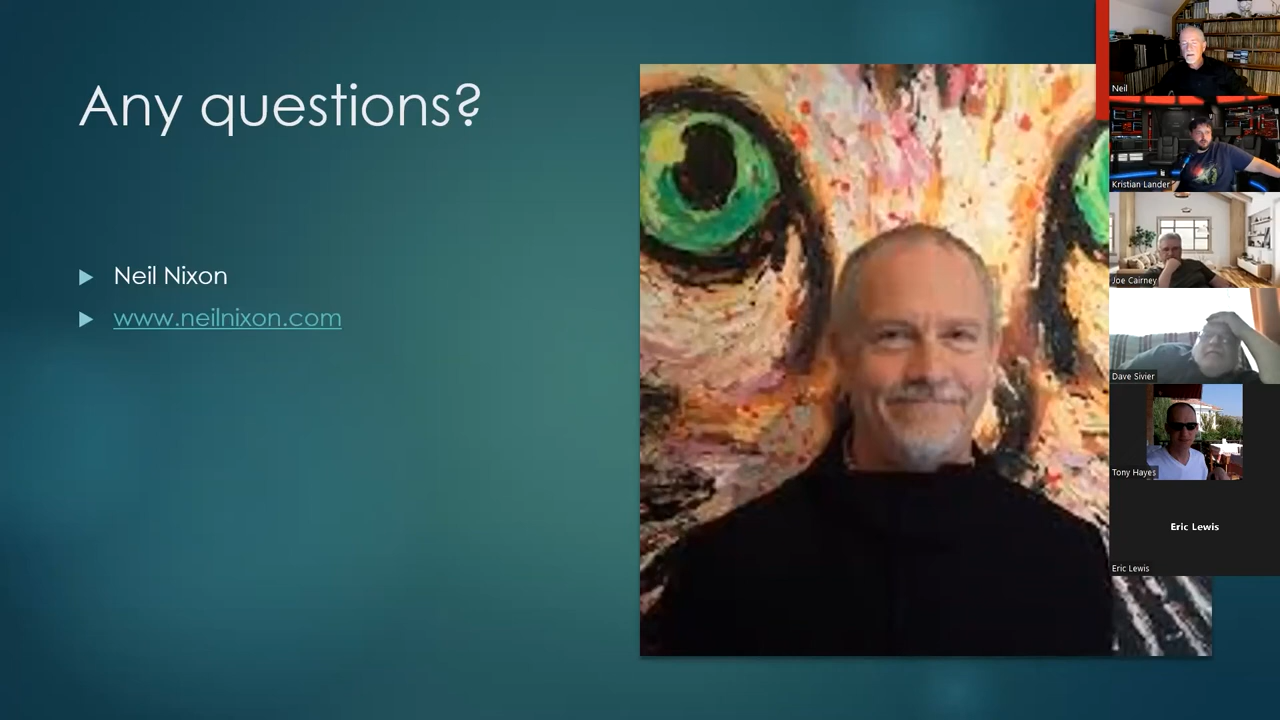 Any questions?
Neil Nixon
www.neilnixon.com
Neil
Kristian Lander
Joe Cairney
Dave Sivier
Tony Hayes
Eric Lewis
Eric Lewis